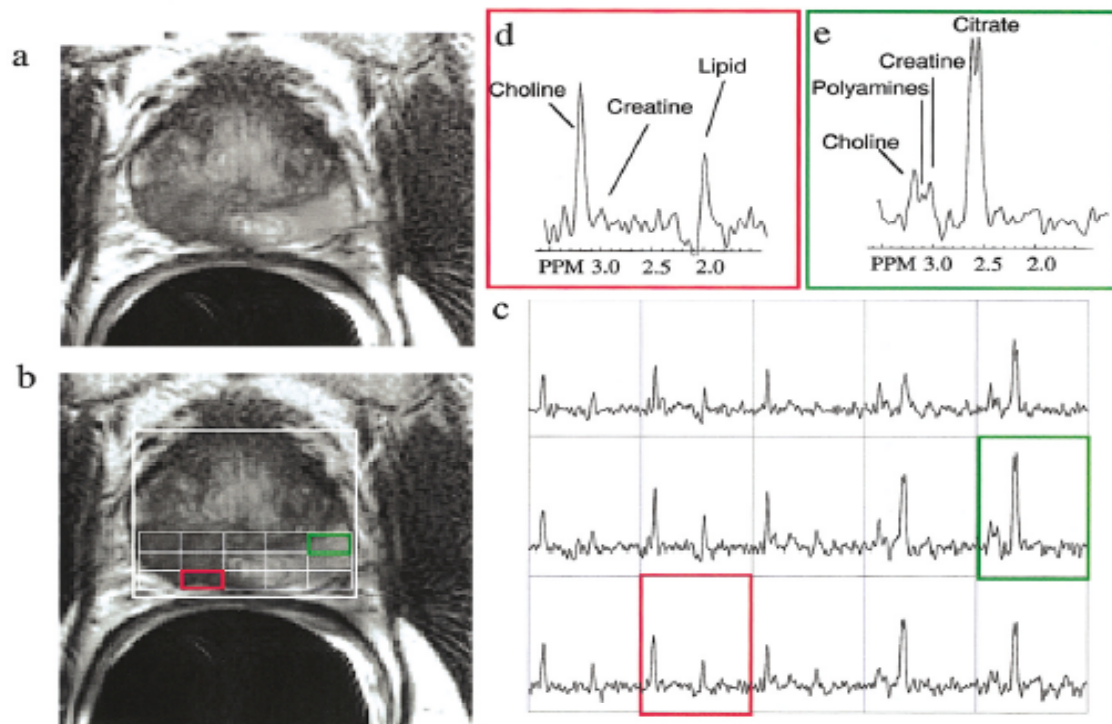 a
b
c
d
Choline
Creatine
Lipid
PPM 3.0 2.5 2.0
e
Citrate
Creatine
Polyamines
Choline
PPM 3.0 2.5 2.0